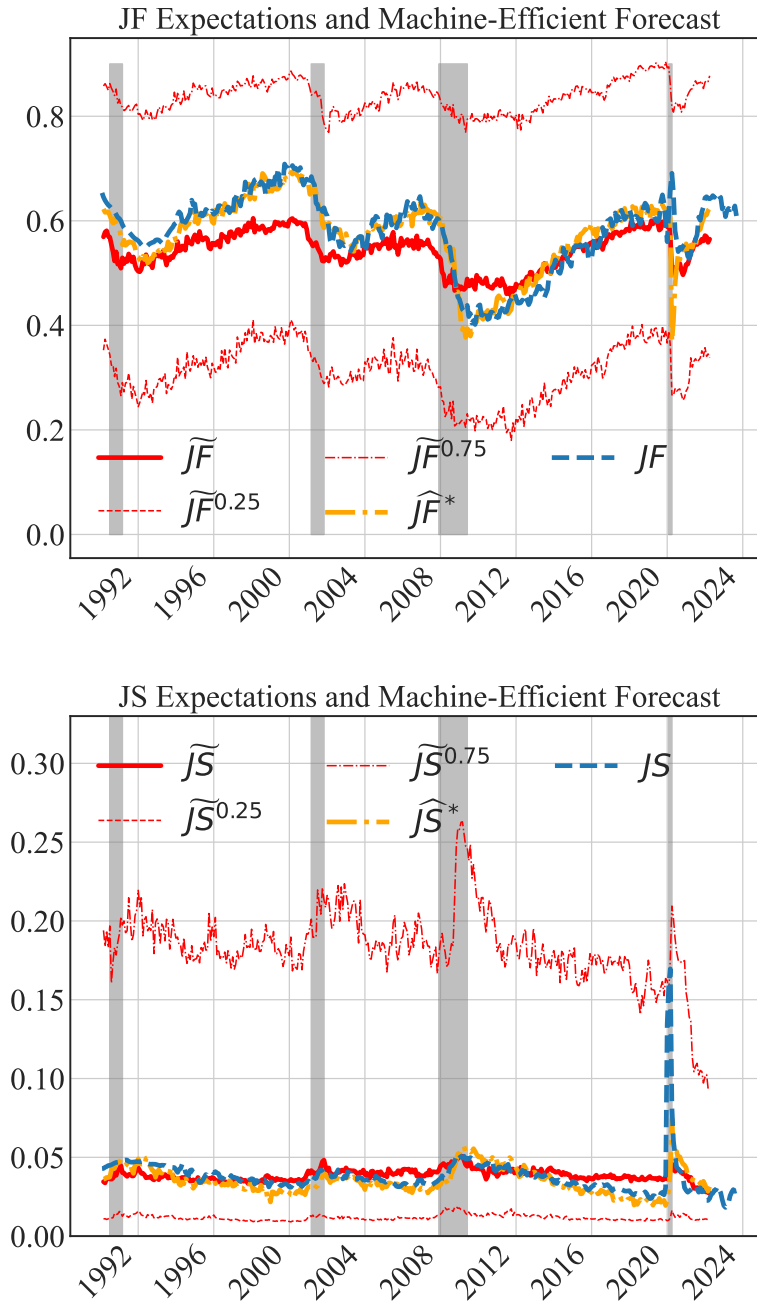 JF Expectations and Machine-Efficient Forecast
0.8
0.6
0.4
0.2
0.0
J͠F J͠F^0.75 JF
J͠F^0.25 ĴF^*
1992 1996 2000 2004 2008 2012 2016 2020 2024
JS Expectations and Machine-Efficient Forecast
0.30
0.25
0.20
0.15
0.10
0.05
0.00
J͠S J͠S^0.75 JS
J͠S^0.25 ĴS^*
1992 1996 2000 2004 2008 2012 2016 2020 2024